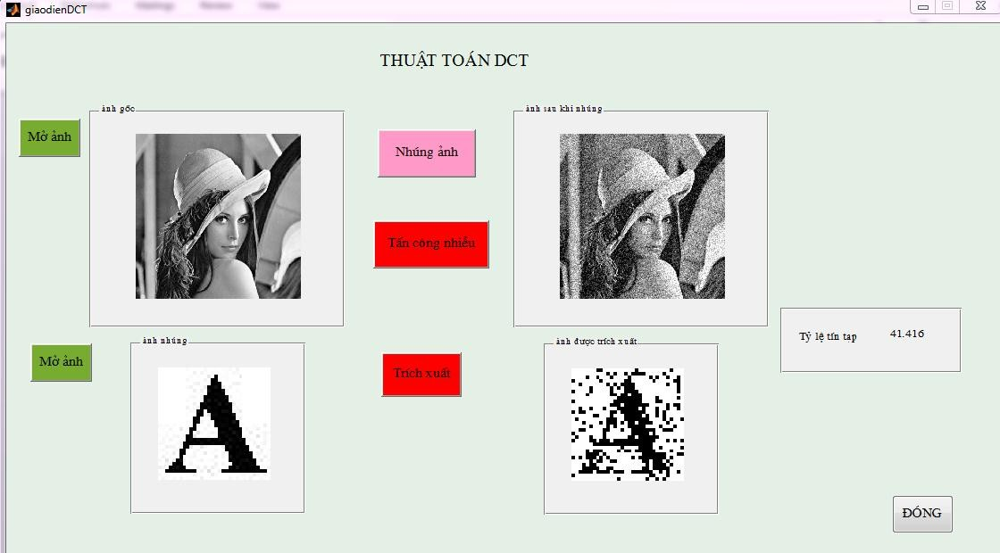 giaodienDCT
THUẬT TOÁN DCT
ảnh gốc
ảnh sau khi nhúng
Mở ảnh
Nhúng ảnh
Tấn công nhiễu
Tỷ lệ tín tạp
41.416
ảnh nhúng
ảnh được trích xuất
Mở ảnh
Trích xuất
A
A
ĐÓNG